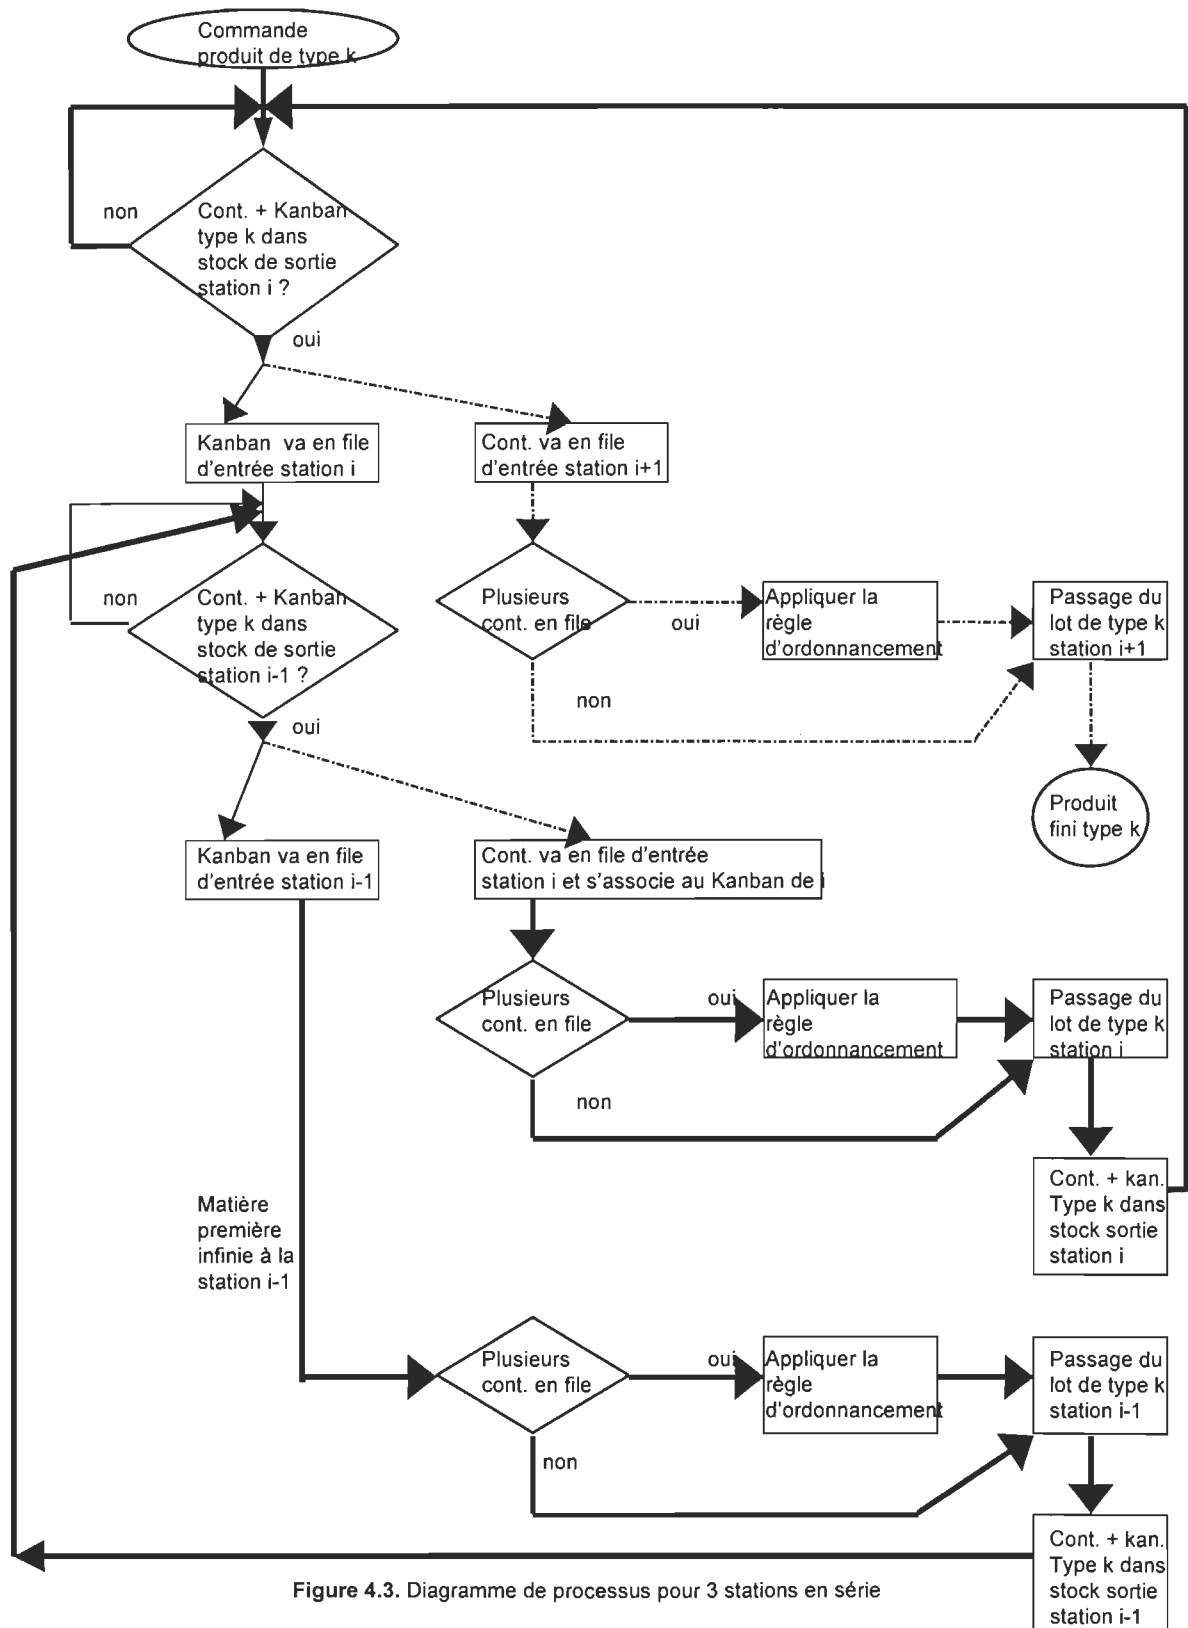 Commande
produit de type k
non
Cont. + Kanban
type k dans
stock de sortie
station i ?
oui
Kanban va en file
d'entrée station i
Cont. va en file
d'entrée station i+1
non
Cont. + Kanban
type k dans
stock de sortie
station i-1 ?
Plusieurs
cont. en file
oui
Appliquer la
règle
d'ordonnancement
Passage du
lot de type k
station i+1
non
oui
Produit
fini type k
Kanban va en file
d'entrée station i-1
Cont. va en file d'entrée
station i et s'associe au Kanban de i
Plusieurs
cont. en file
oui
Appliquer la
règle
d'ordonnancement
Passage du
lot de type k
station i
non
Cont. + kan.
Type k dans
stock sortie
station i
Matière
première
infinie à la
station i-1
Plusieurs
cont. en file
oui
Appliquer la
règle
d'ordonnancement
Passage du
lot de type k
station i-1
non
Cont. + kan.
Type k dans
stock sortie
station i-1
Figure 4.3. Diagramme de processus pour 3 stations en série